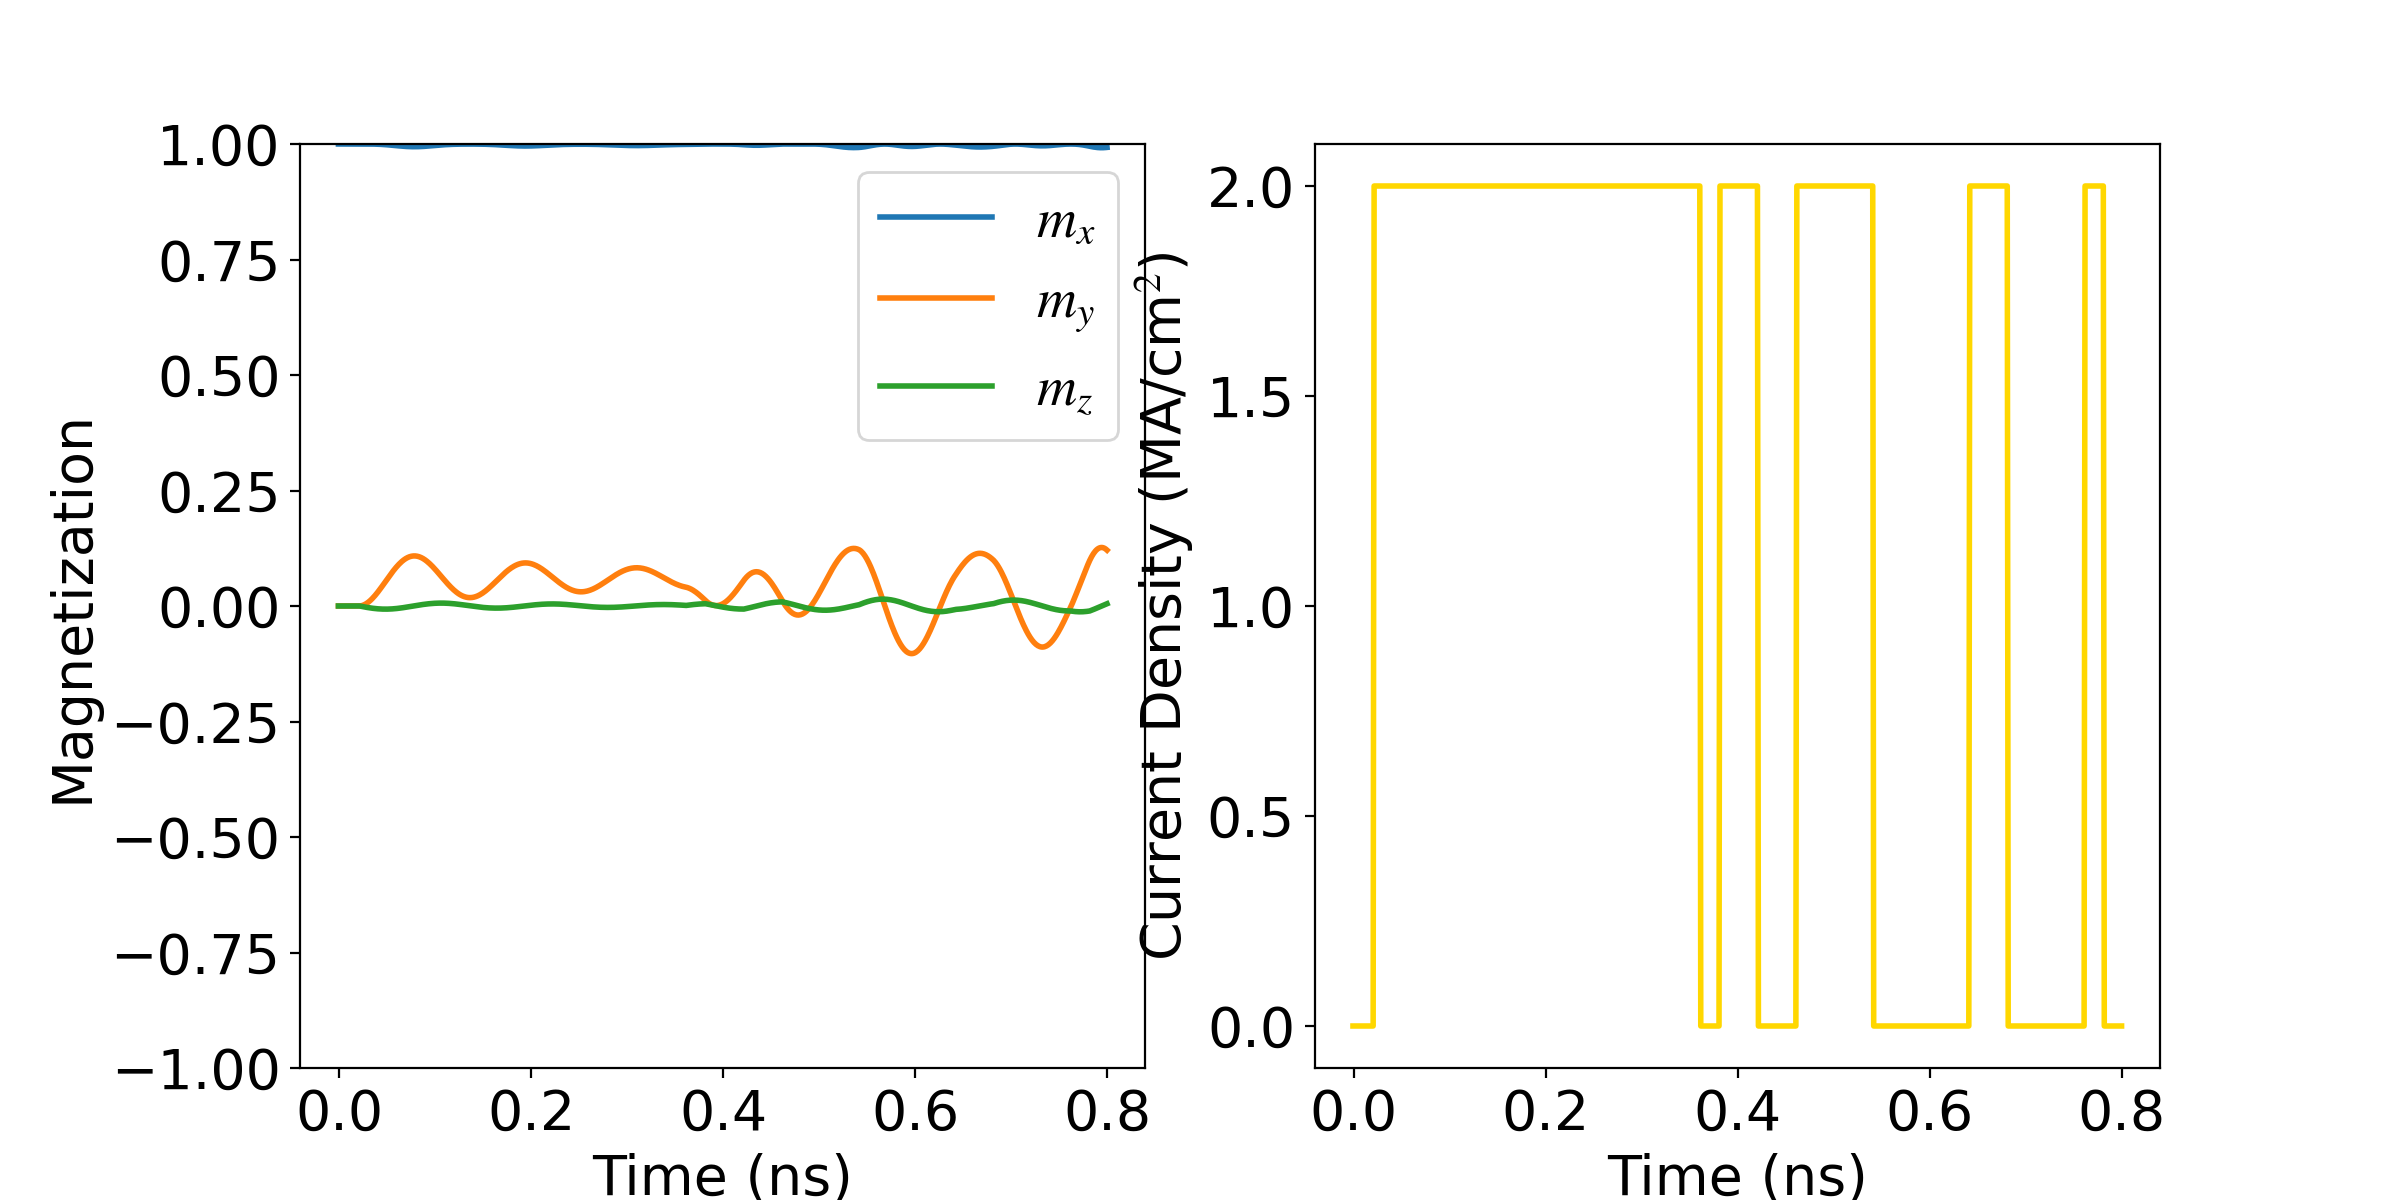 Magnetization
1.00
0.75
0.50
0.25
0.00
−0.25
−0.50
−0.75
−1.00
0.0 0.2 0.4 0.6 0.8
Time (ns)
m_x
m_y
m_z
Current Density (MA/cm²)
2.0
1.5
1.0
0.5
0.0
0.0 0.2 0.4 0.6 0.8
Time (ns)